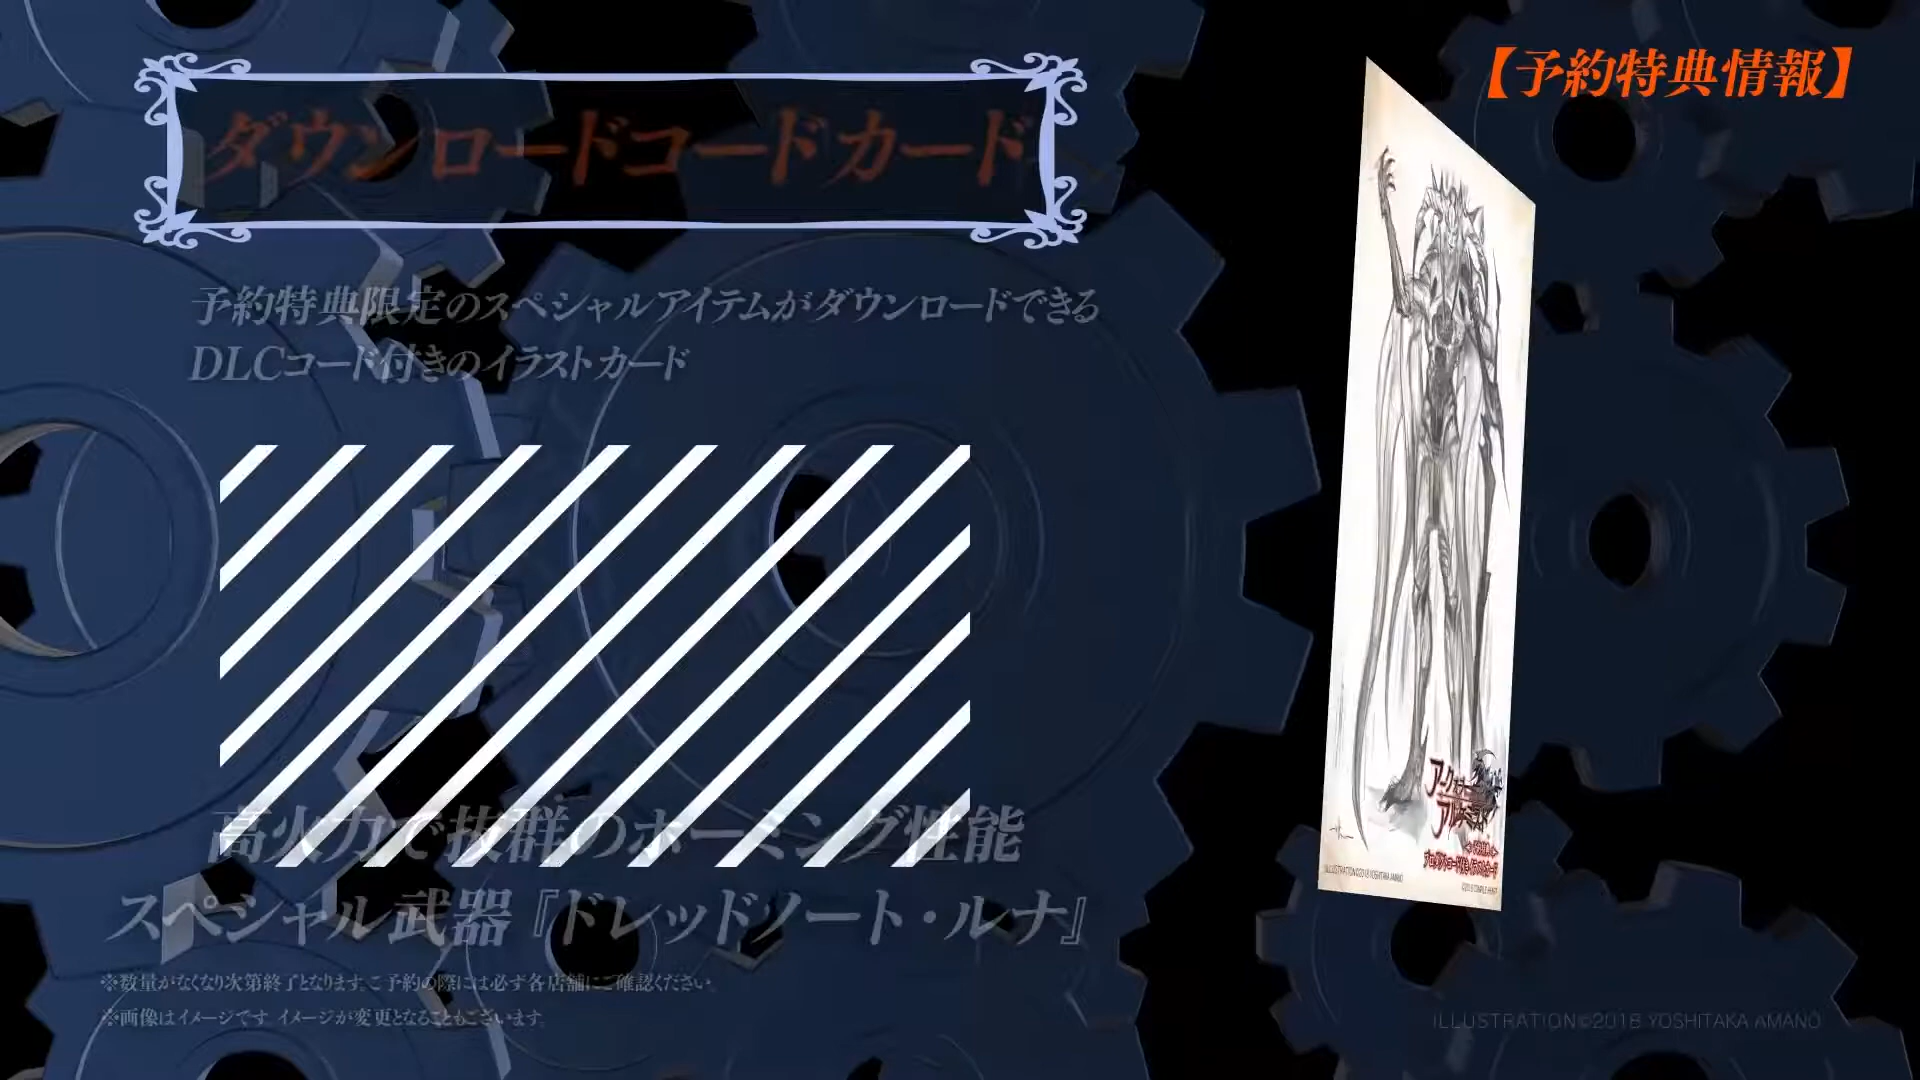 【予約特典情報】
ダウンロードコードカード
予約特典限定のスペシャルアイテムがダウンロードできる
DLCコード付きのイラストカード
高火力で抜群のホーミング性能
スペシャル武器『ドレッドノート・ルナ』
※数量がなくなり次第終了となります。ご予約の際には必ず各店舗にご確認ください。
※画像はイメージです。イメージが変更となることもございます。
ILLUSTRATION©2018 YOSHITAKA AMANO
ILLUSTRATION©2018 YOSHITAKA AMANO